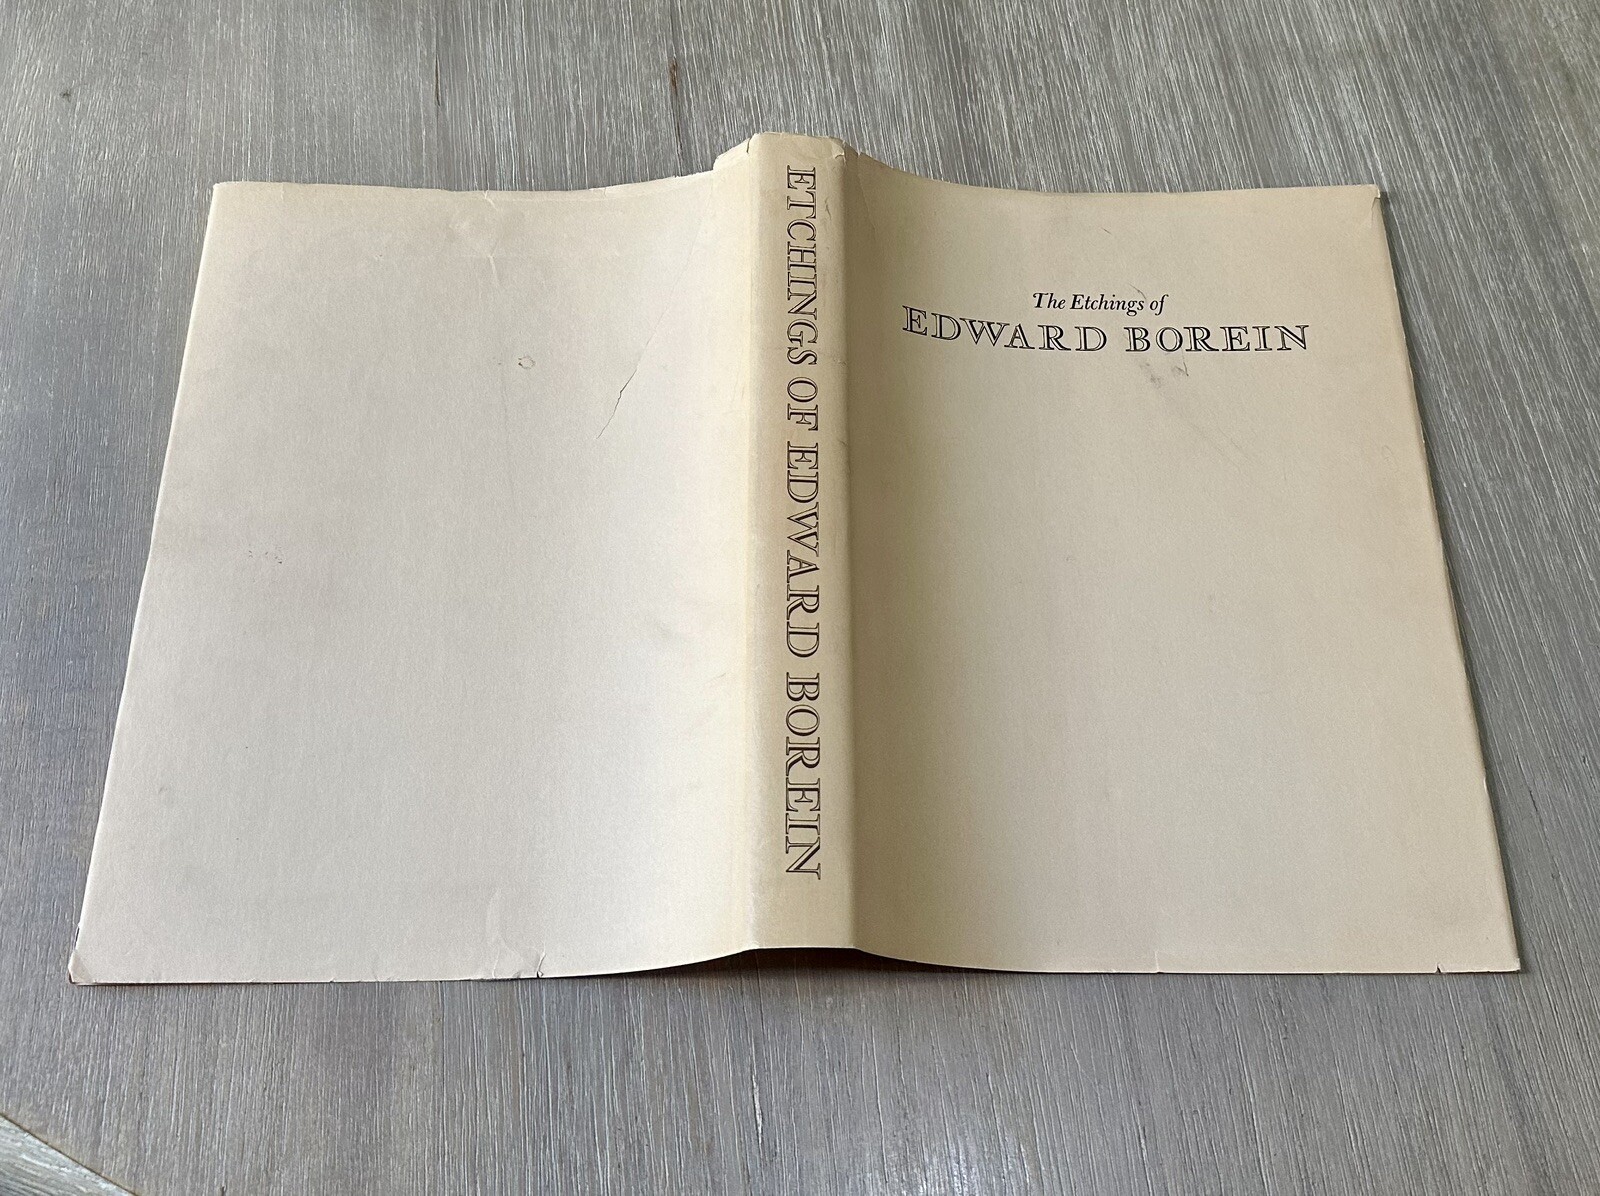 ETCHINGS OF EDWARD BOREIN
The Etchings of
EDWARD BOREIN